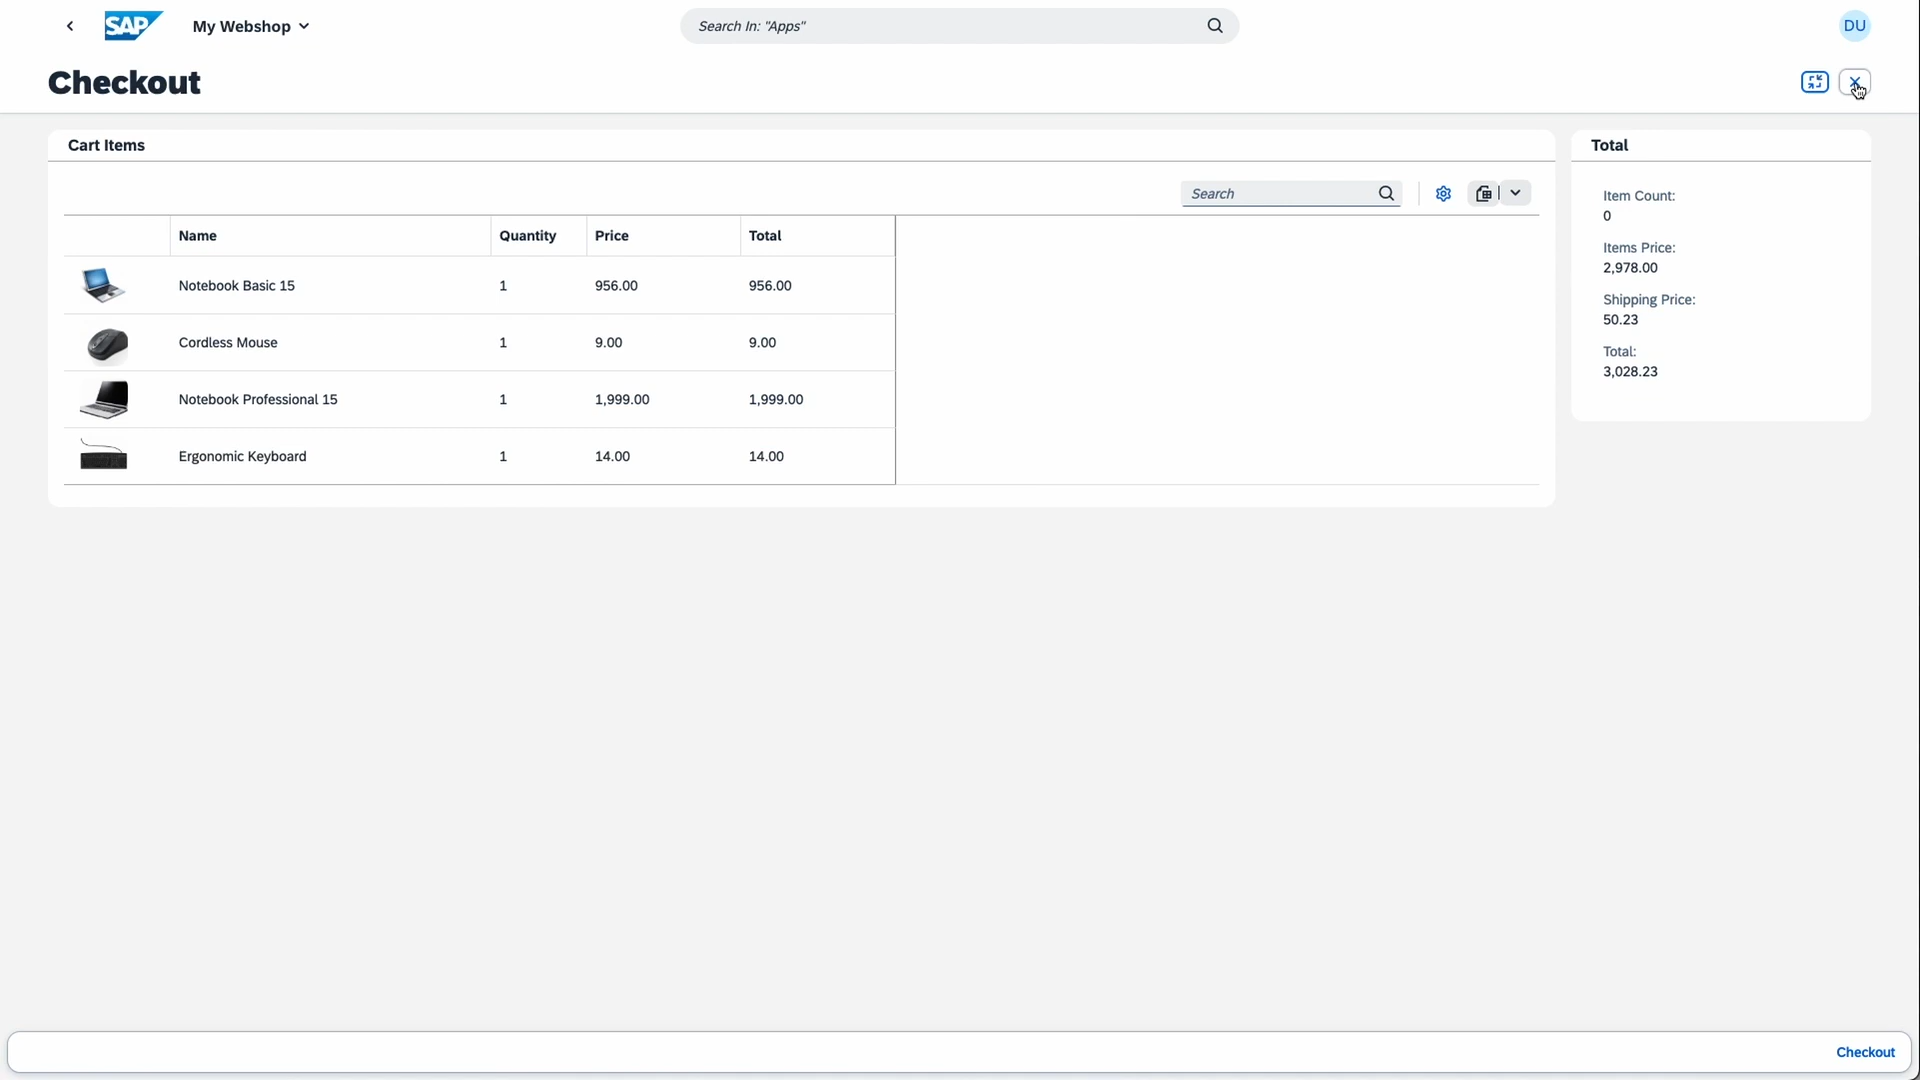 SAP
My Webshop
Search In: "Apps"
DU
Checkout
Cart Items
Total
Search
Name Quantity Price Total
Notebook Basic 15 1 956.00 956.00
Cordless Mouse 1 9.00 9.00
Notebook Professional 15 1 1,999.00 1,999.00
Ergonomic Keyboard 1 14.00 14.00
Item Count:
0
Items Price:
2,978.00
Shipping Price:
50.23
Total:
3,028.23
Checkout